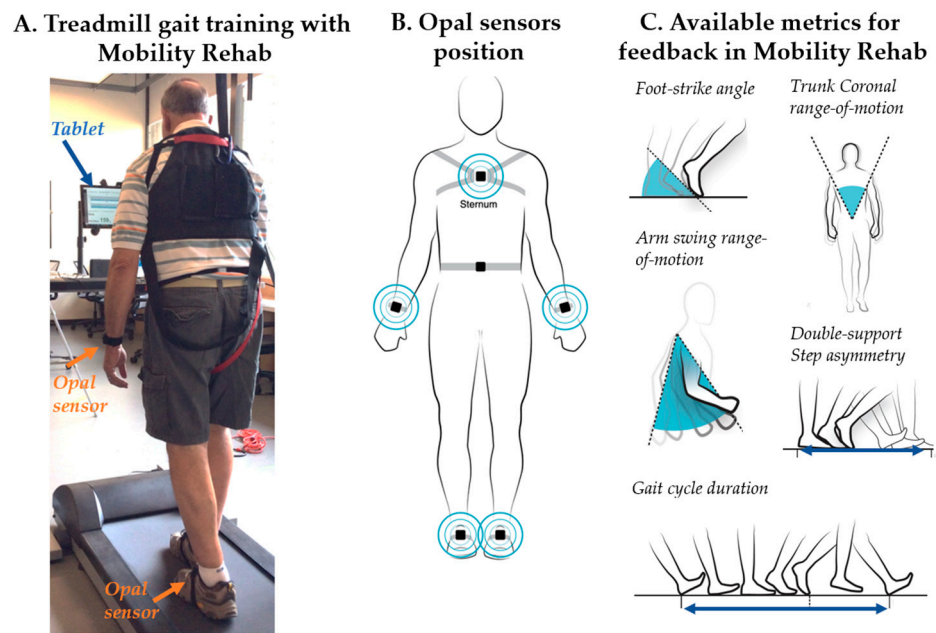 A. Treadmill gait training with
Mobility Rehab
Tablet
Opal
sensor
Opal
sensor
B. Opal sensors
position
Sternum
C. Available metrics for
feedback in Mobility Rehab
Foot-strike angle
Trunk Coronal
range-of-motion
Arm swing range-
of-motion
Double-support
Step asymmetry
Gait cycle duration